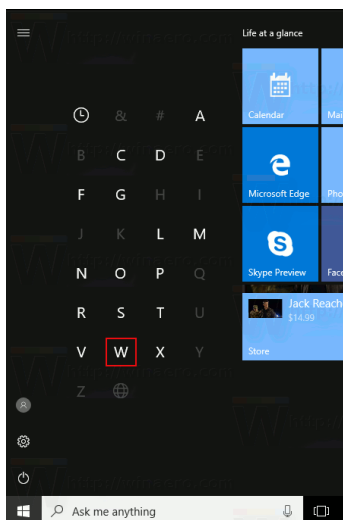 Life at a glance
& # A
B C D E
F G H I
J K L M
N O P Q
R S T U
V W X Y
Z
Calendar Mai
Microsoft Edge Pho
Skype Preview Face
Jack Reach
$14.99
Store
Ask me anything